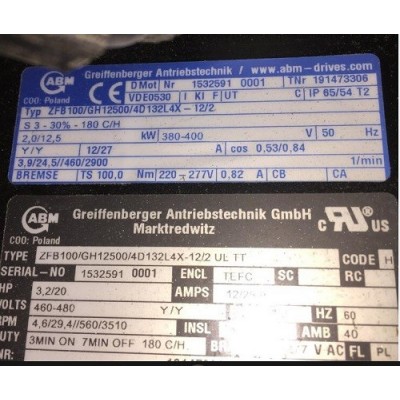 ABM
COO: Poland
Greiffenberger Antriebstechnik / www.abm-drives.com
CE D Mot Nr 1532591 0001 TNr 191473306
VDE0530 I Kl F UT C IP 65/54 T2
Typ ZFB100/GH12500/4D132L4X-12/2
S 3 - 30% - 180 C/H
2,0/12,5 kW 380-400 V 50 Hz
Y/Y 12/27 A cos 0,53/0,84
3,9/24,5//460/2900 1/min
BREMSE TS 100,0 Nm 220 - 277V 0,82 A CB CA
ABM
COO: Poland
Greiffenberger Antriebstechnik GmbH
Marktredwitz
C US
TYPE ZFB100/GH12500/4D132L4X-12/2 UL TT CODE H
SERIAL-NO 1532591 0001 ENCL TEFC SC RC
HP 3,2/20 AMPS
VOLTS 460-480 Y/Y HZ 60
RPM 4,6/29,4//560/3510 INSL AMB 40
DUTY 3MIN ON 7MIN OFF 180 C/H V AC FL PL
NR: